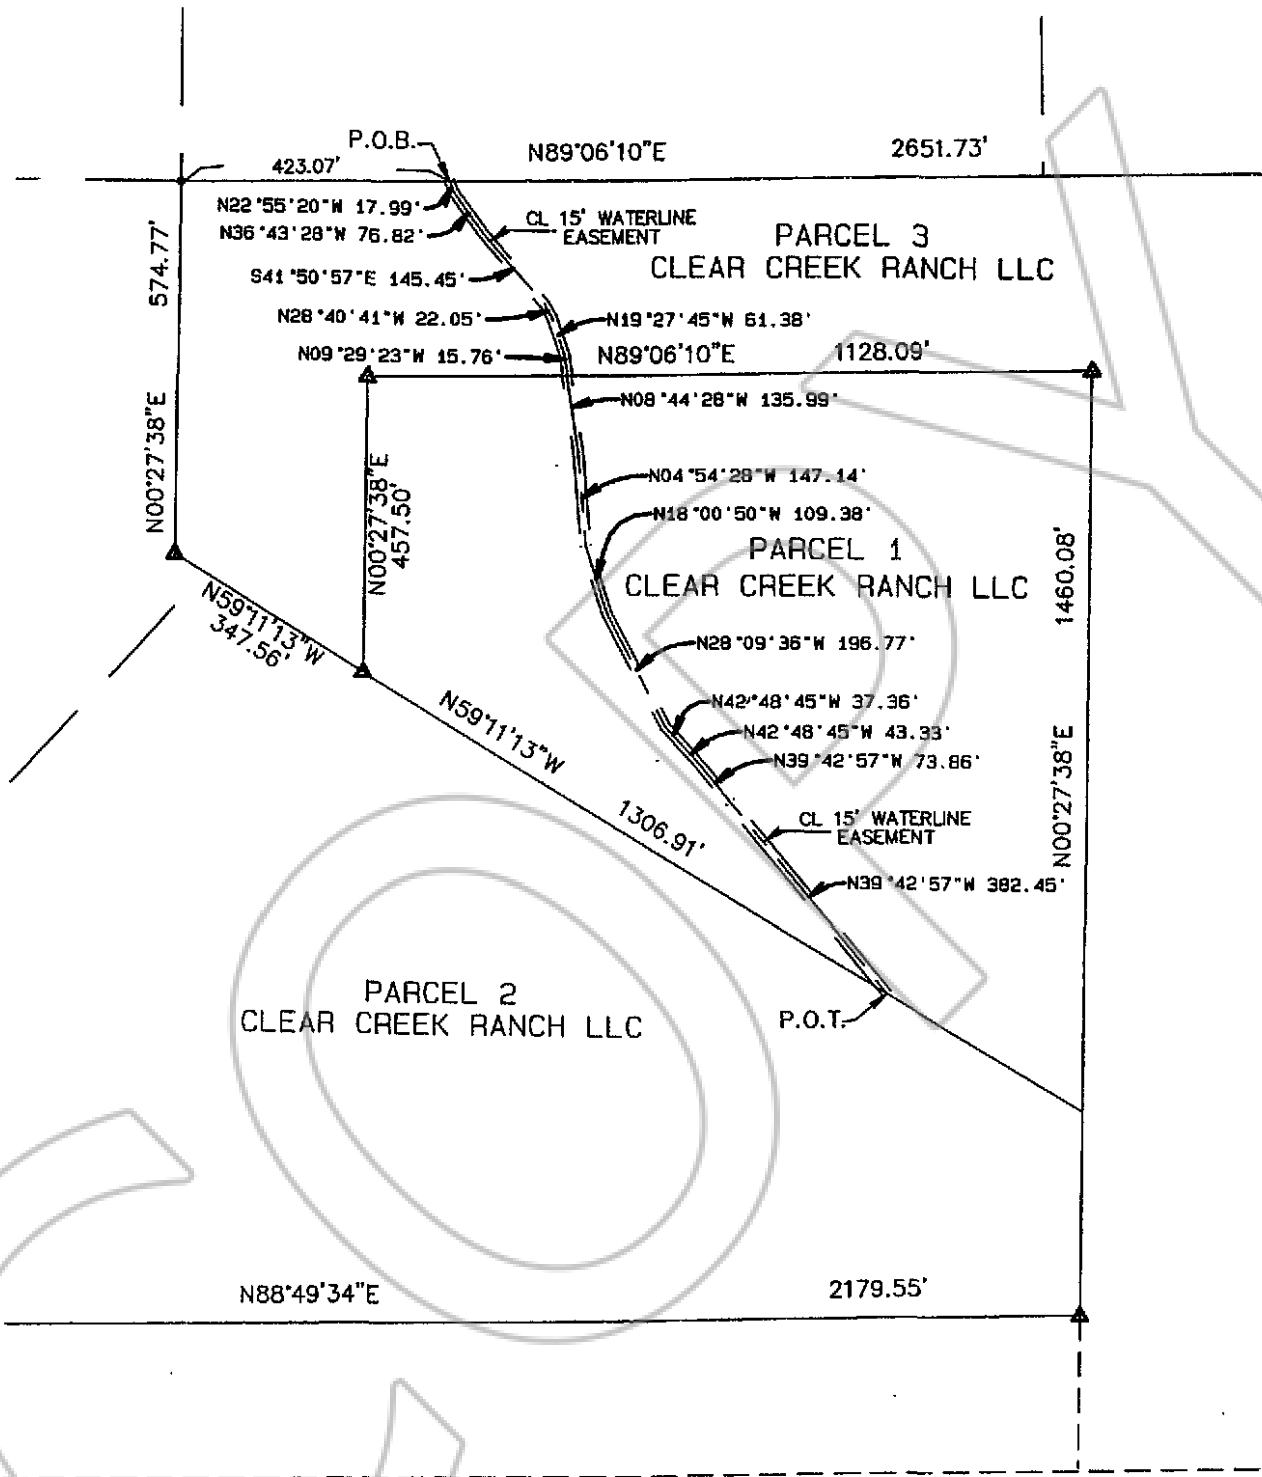 P.O.B.
N89°06'10"E
2651.73'
423.07'
N22°55'20"W 17.99'
N36°43'28"W 76.82'
CL 15' WATERLINE
EASEMENT
PARCEL 3
CLEAR CREEK RANCH LLC
574.77'
N00°27'38"E
S41°50'57"E 145.45'
N28°40'41"W 22.05'
N19°27'45"W 61.38'
N09°29'23"W 15.76'
N89°06'10"E
1128.09'
N08°44'28"W 135.99'
N00°27'38"E
457.50'
N04°54'28"W 147.14'
N18°00'50"W 109.38'
PARCEL 1
CLEAR CREEK RANCH LLC
1460.08'
N00°27'38"E
N59°11'13"W
347.56'
N28°09'36"W 196.77'
N59°11'13"W
1306.91'
N42°48'45"W 37.36'
N42°48'45"W 43.33'
N39°42'57"W 73.86'
CL 15' WATERLINE
EASEMENT
N39°42'57"W 382.45'
PARCEL 2
CLEAR CREEK RANCH LLC
P.O.T.
N88°49'34"E
2179.55'
COPY